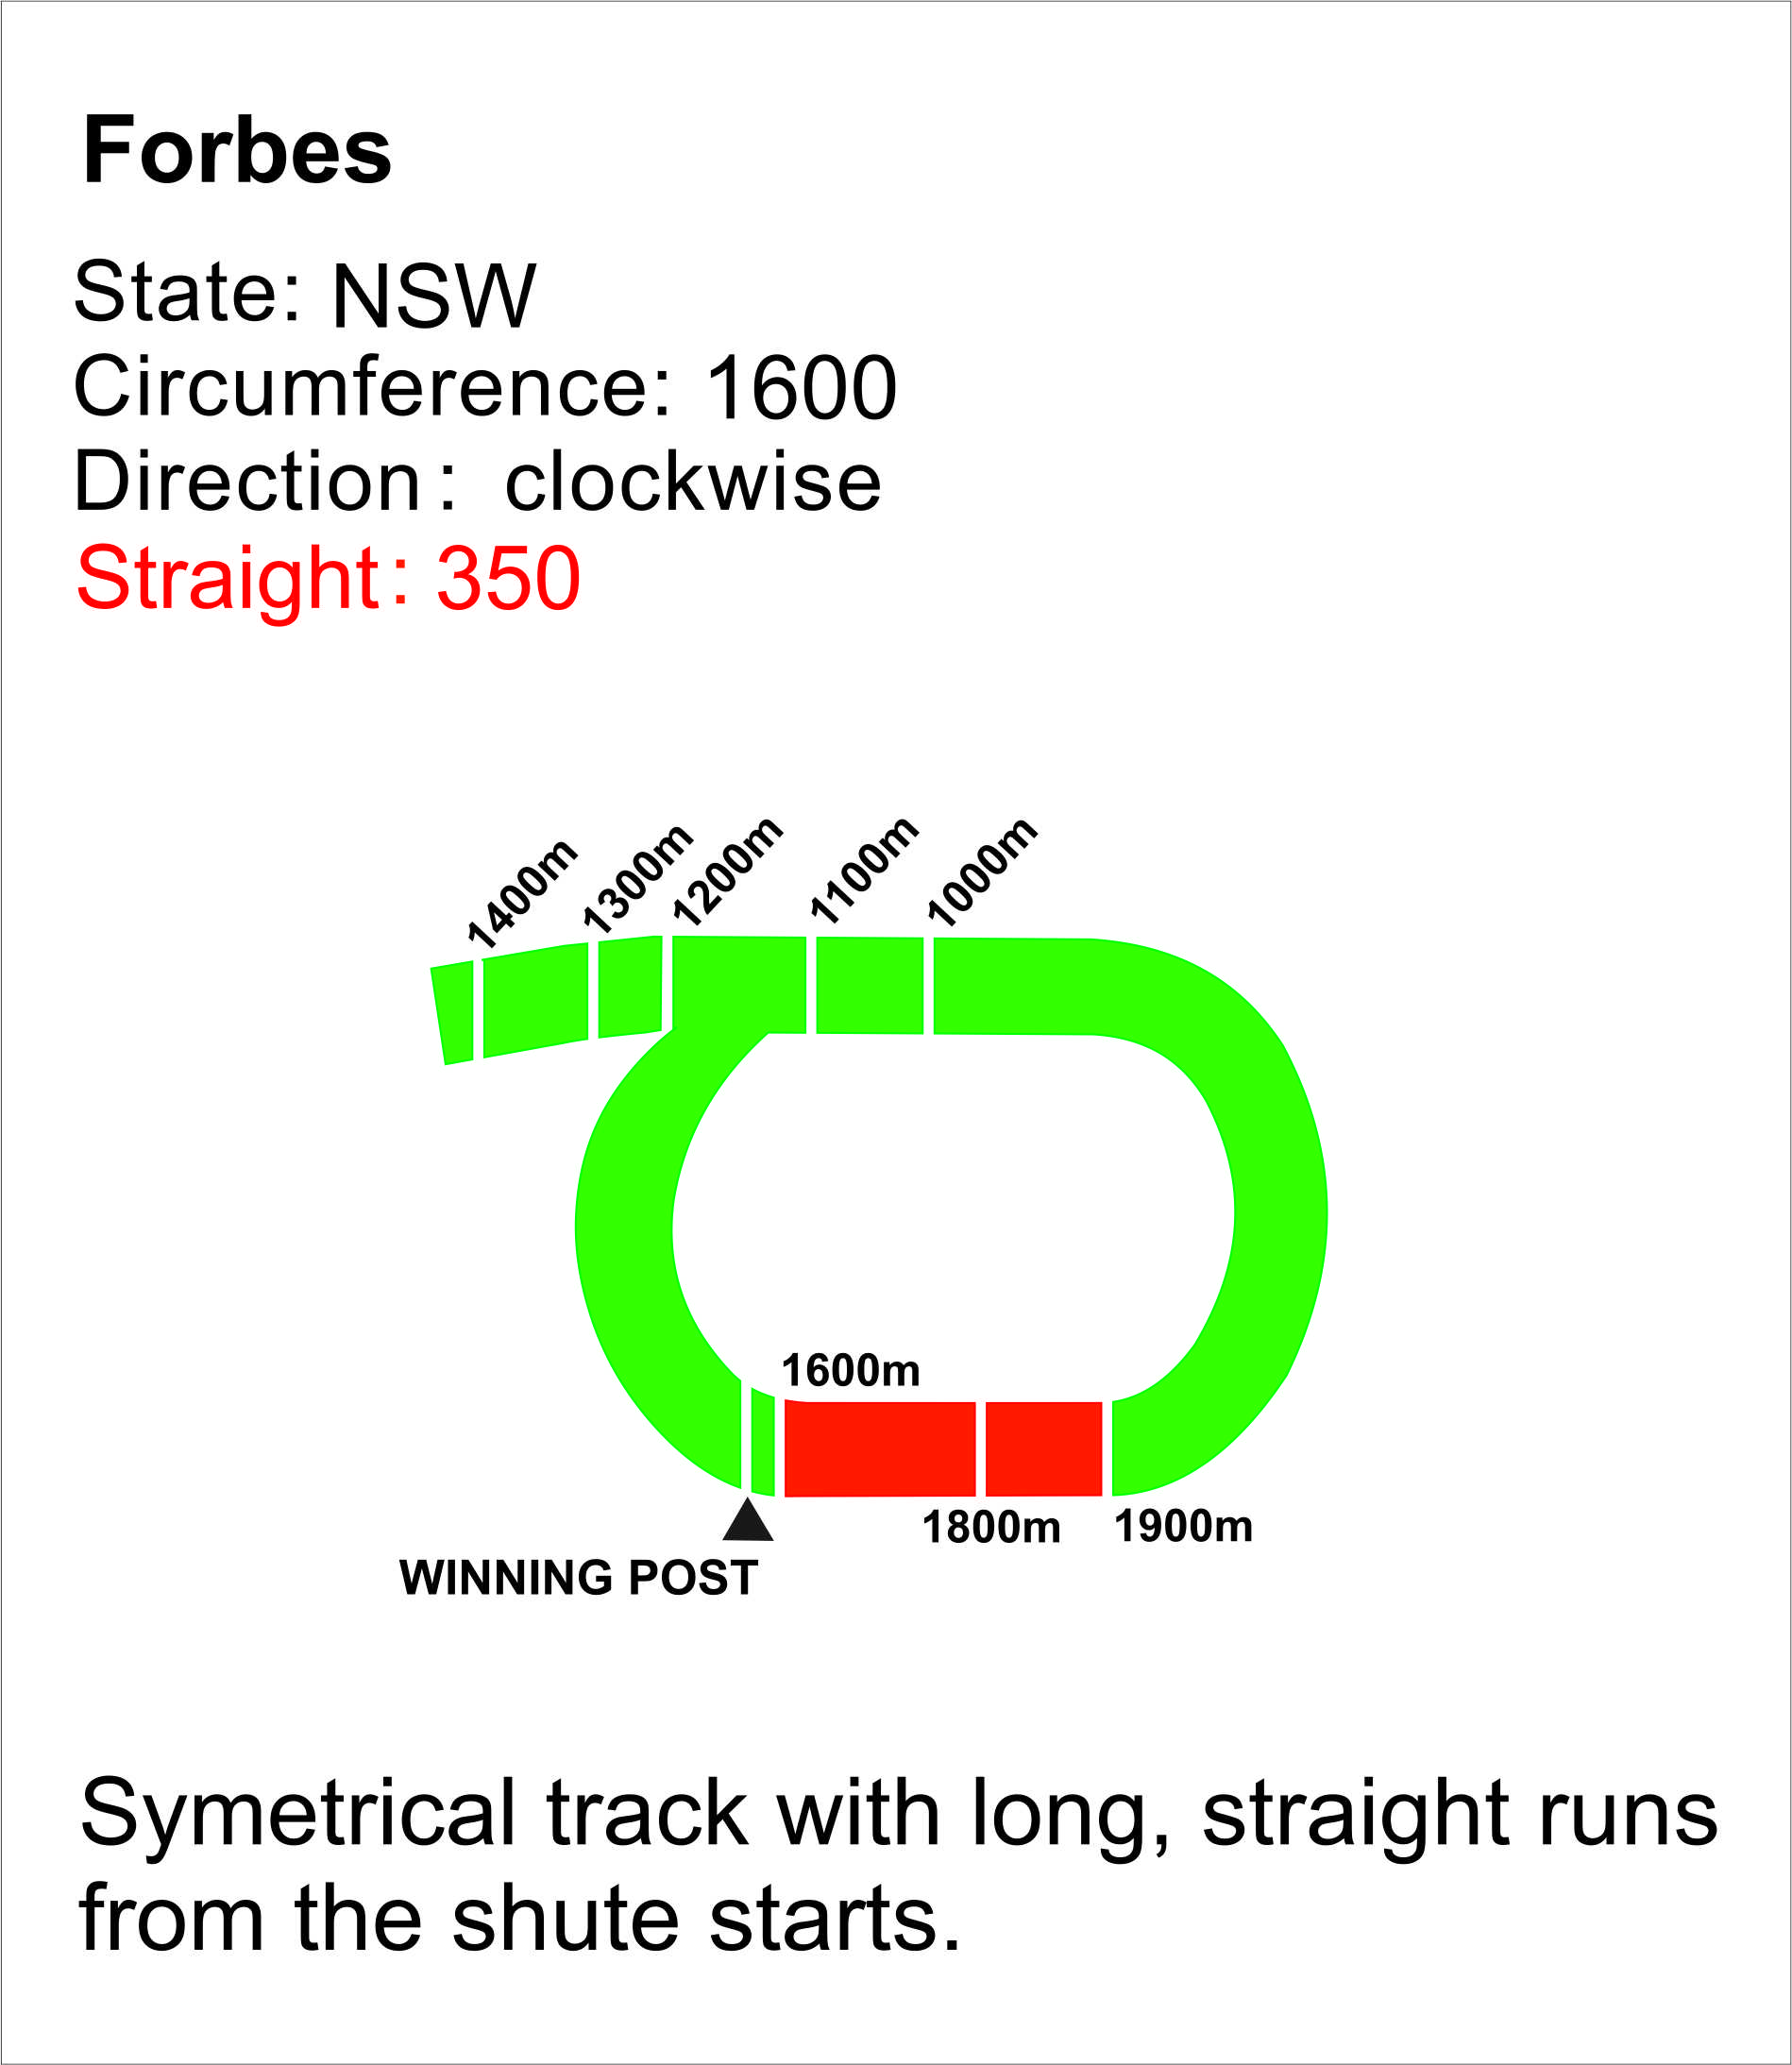 Forbes
State: NSW
Circumference: 1600
Direction: clockwise
Straight: 350
1400m
1300m
1200m
1100m
1000m
1600m
1800m
1900m
WINNING POST
Symetrical track with long, straight runs
from the shute starts.